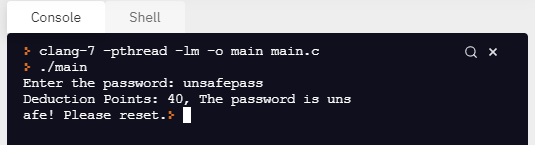 Console Shell
clang-7 -pthread -lm -o main main.c
./main
Enter the password: unsafepass
Deduction Points: 40, The password is uns
afe! Please reset.